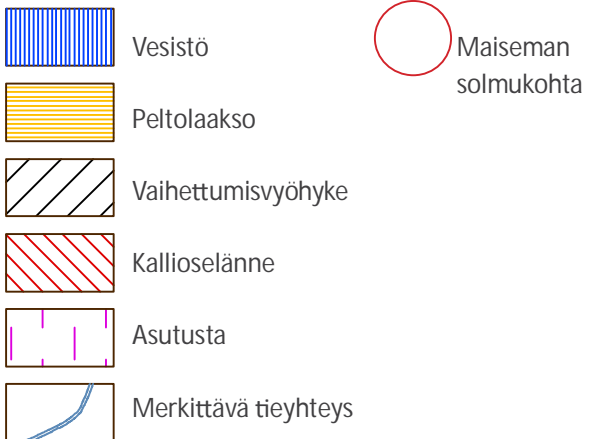 Vesistö
Peltolaakso
Vaihettumisvyöhyke
Kallioselänne
Asutusta
Merkittävä tieyhteys
Maiseman
solmukohta